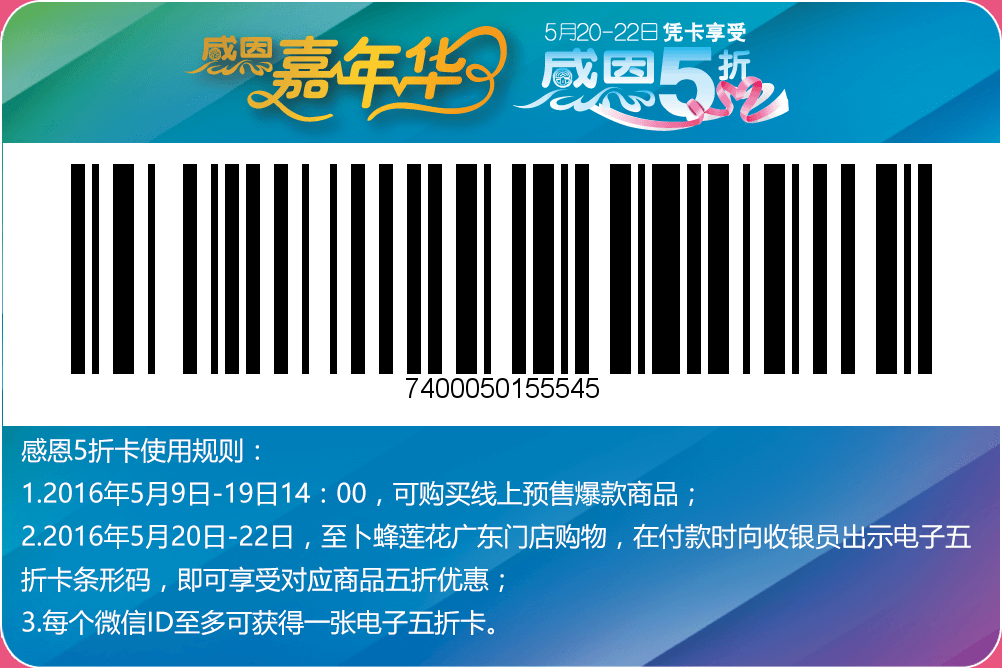 感恩嘉年华
5月20-22日 凭卡享受
感恩5折
7400050155545
感恩5折卡使用规则：
1.2016年5月9日-19日14：00，可购买线上预售爆款商品；
2.2016年5月20日-22日，至卜蜂莲花广东门店购物，在付款时向收银员出示电子五
折卡条形码，即可享受对应商品五折优惠；
3.每个微信ID至多可获得一张电子五折卡。